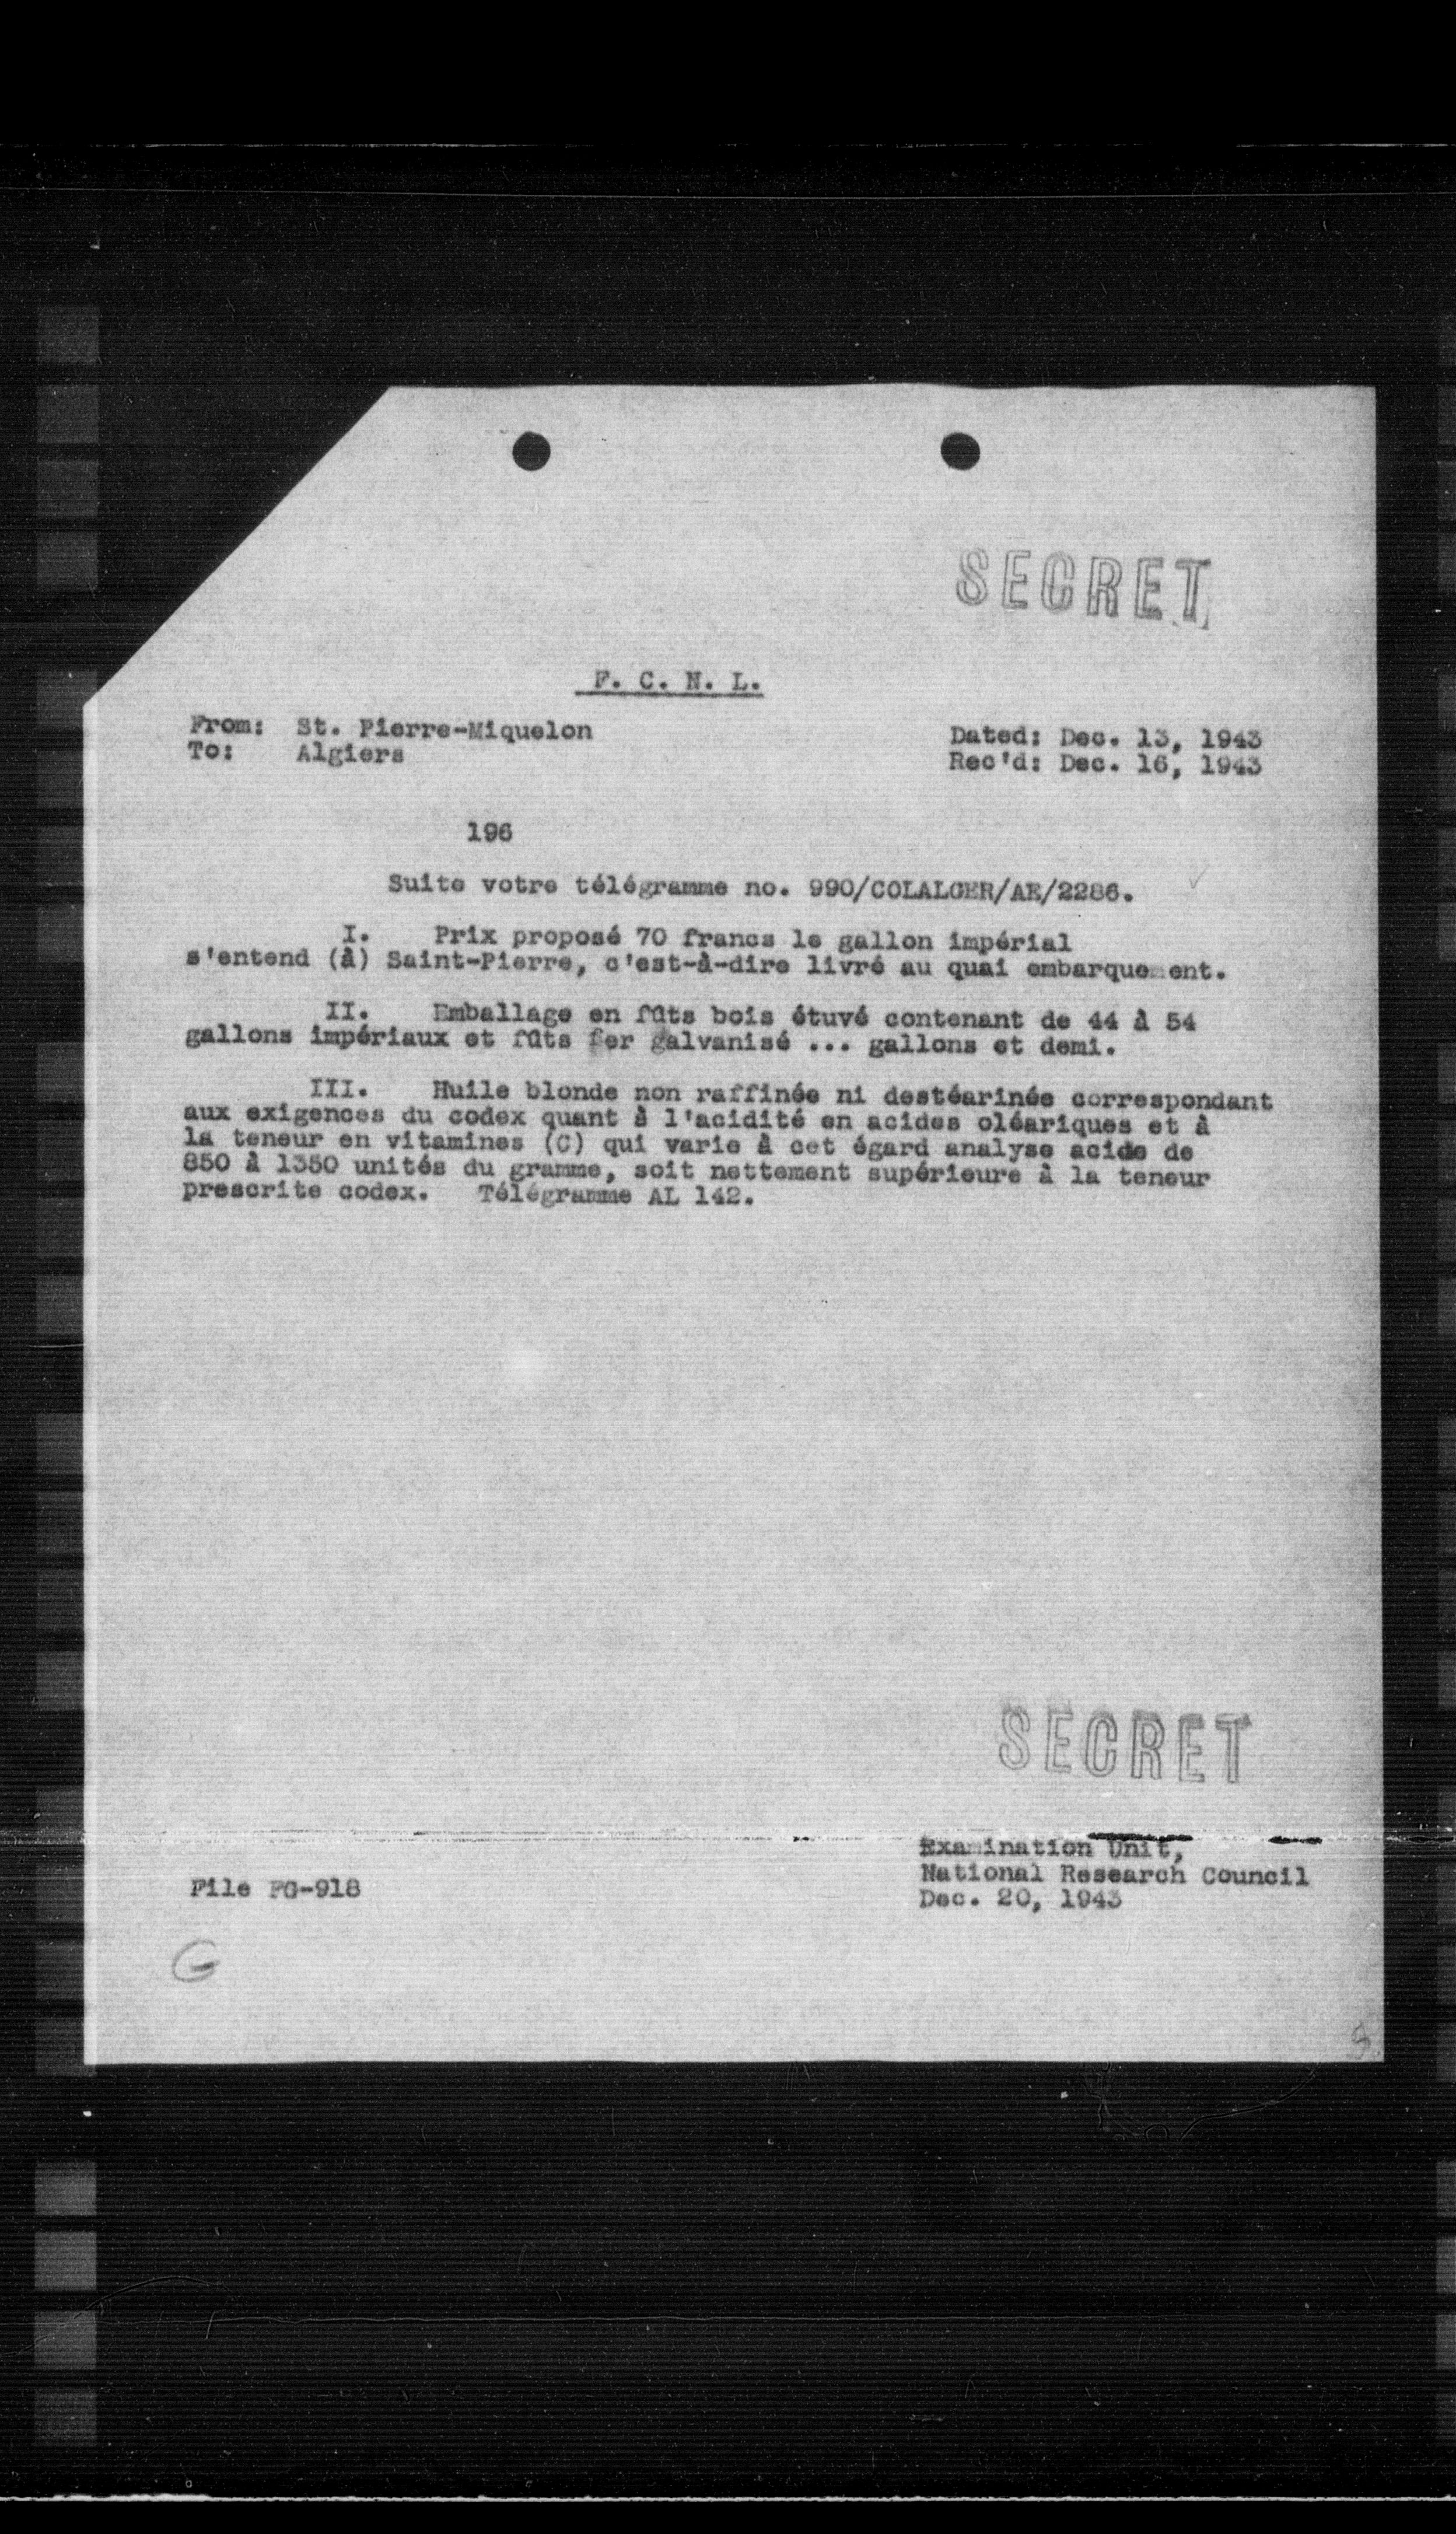 SECRET
F. C. N. L.
From: St. Pierre-Miquelon
To: Algiers
Dated: Dec. 13, 1943
Rec'd: Dec. 16, 1943
196
Suite votre télégramme no. 990/COLALGER/AE/2286.
I. Prix proposé 70 francs le gallon impérial
s'entend (à) Saint-Pierre, c'est-à-dire livré au quai embarquement.
II. Emballage en fûts bois étuvé contenant de 44 à 54
gallons impériaux et fûts fer galvanisé ... gallons et demi.
III. Huile blonde non raffinée ni destéarinée correspondant
aux exigences du codex quant à l'acidité en acides oléariques et à
la teneur en vitamines (C) qui varie à cet égard analyse acide de
850 à 1350 unités du gramme, soit nettement supérieure à la teneur
prescrite codex. Télégramme AL 142.
SECRET
Examination Unit,
National Research Council
Dec. 20, 1943
File FG-918
G